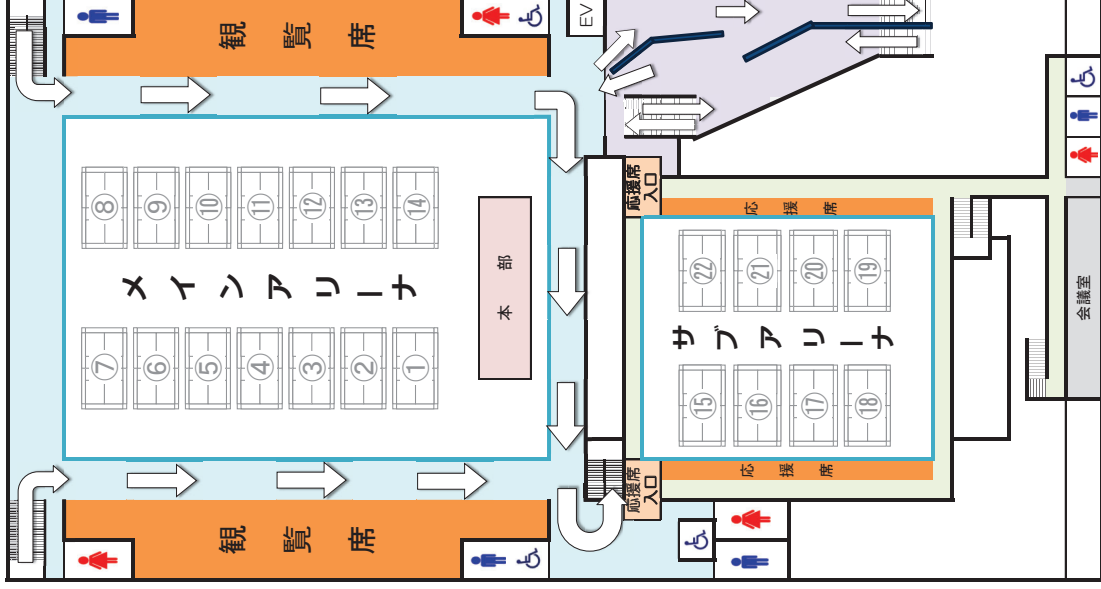 観覧席
EV
⑧ ⑨ ⑩ ⑪ ⑫ ⑬ ⑭
メインアリーナ
⑦ ⑥ ⑤ ④ ③ ② ①
本部
観覧席
応援席
入口
応援席
㉒ ㉑ ⑳ ⑲
サブアリーナ
⑮ ⑯ ⑰ ⑱
応援席
応援席
入口
会議室